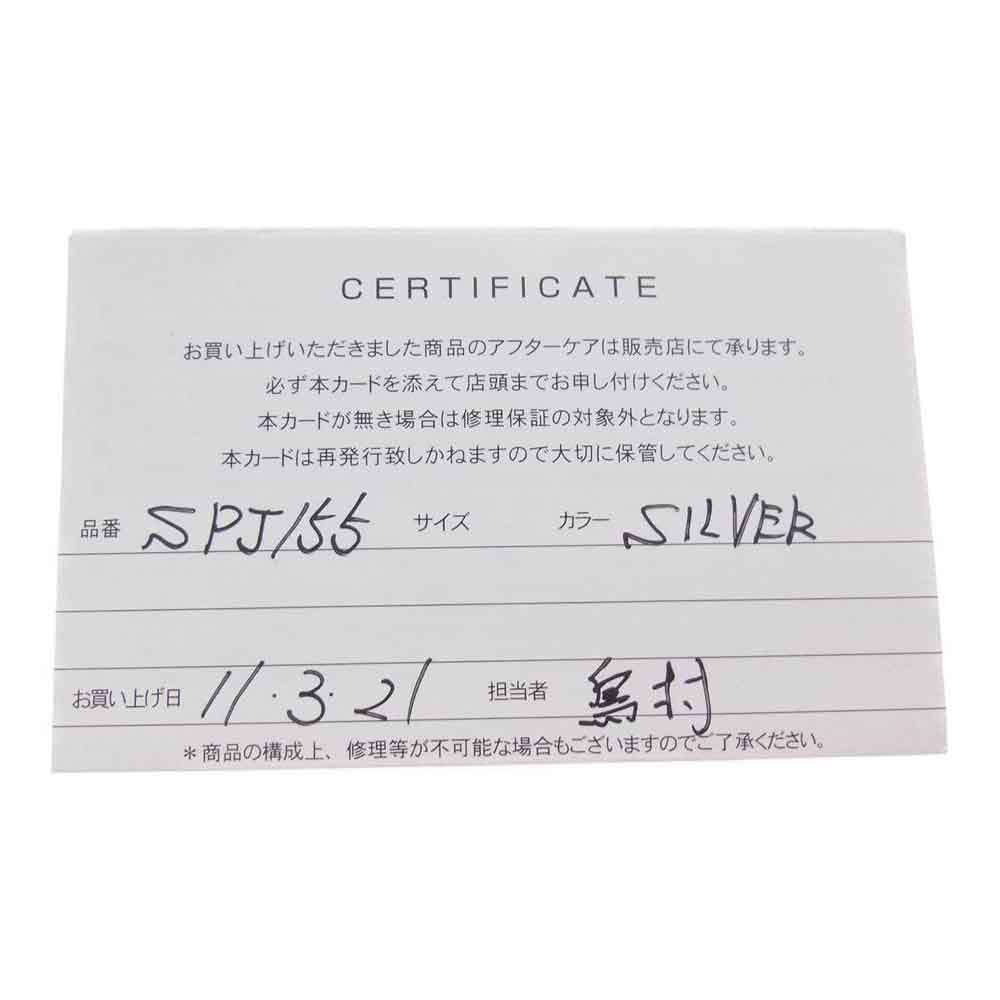 CERTIFICATE
お買い上げいただきました商品のアフターケアは販売店にて承ります。
必ず本カードを添えて店頭までお申し付けください。
本カードが無き場合は修理保証の対象外となります。
本カードは再発行致しかねますので大切に保管してください。
品番 SPJ155 サイズ カラー SILVER
お買い上げ日 11.3.21 担当者 村
＊商品の構成上、修理等が不可能な場合もございますのでご了承ください。